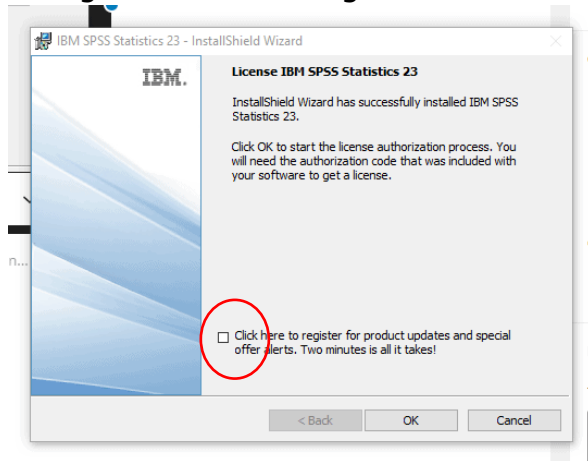 IBM SPSS Statistics 23 - InstallShield Wizard
IBM.
License IBM SPSS Statistics 23
InstallShield Wizard has successfully installed IBM SPSS
Statistics 23.
Click OK to start the license authorization process. You
will need the authorization code that was included with
your software to get a license.
n...
Click here to register for product updates and special
offer alerts. Two minutes is all it takes!
< Back
OK
Cancel